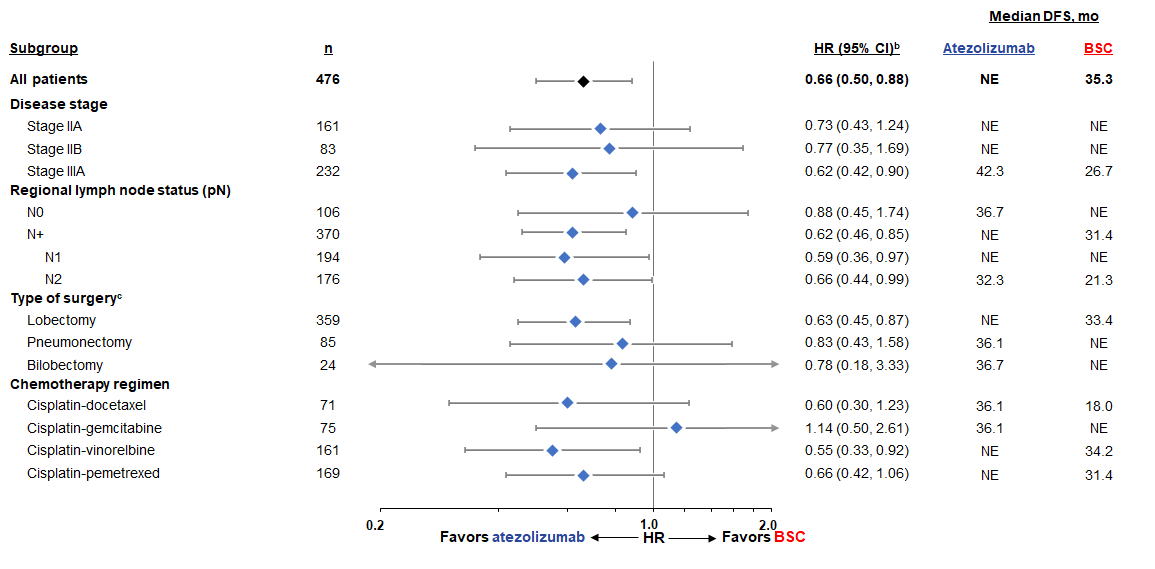 Median DFS, mo
Subgroup n HR (95% CI)b Atezolizumab BSC
All patients 476 0.66 (0.50, 0.88) NE 35.3
Disease stage
Stage IIA 161 0.73 (0.43, 1.24) NE NE
Stage IIB 83 0.77 (0.35, 1.69) NE NE
Stage IIIA 232 0.62 (0.42, 0.90) 42.3 26.7
Regional lymph node status (pN)
N0 106 0.88 (0.45, 1.74) 36.7 NE
N+ 370 0.62 (0.46, 0.85) NE 31.4
N1 194 0.59 (0.36, 0.97) NE NE
N2 176 0.66 (0.44, 0.99) 32.3 21.3
Type of surgeryc
Lobectomy 359 0.63 (0.45, 0.87) NE 33.4
Pneumonectomy 85 0.83 (0.43, 1.58) 36.1 NE
Bilobectomy 24 0.78 (0.18, 3.33) 36.7 NE
Chemotherapy regimen
Cisplatin-docetaxel 71 0.60 (0.30, 1.23) 36.1 18.0
Cisplatin-gemcitabine 75 1.14 (0.50, 2.61) 36.1 NE
Cisplatin-vinorelbine 161 0.55 (0.33, 0.92) NE 34.2
Cisplatin-pemetrexed 169 0.66 (0.42, 1.06) NE 31.4
0.2 1.0 2.0
Favors atezolizumab HR Favors BSC